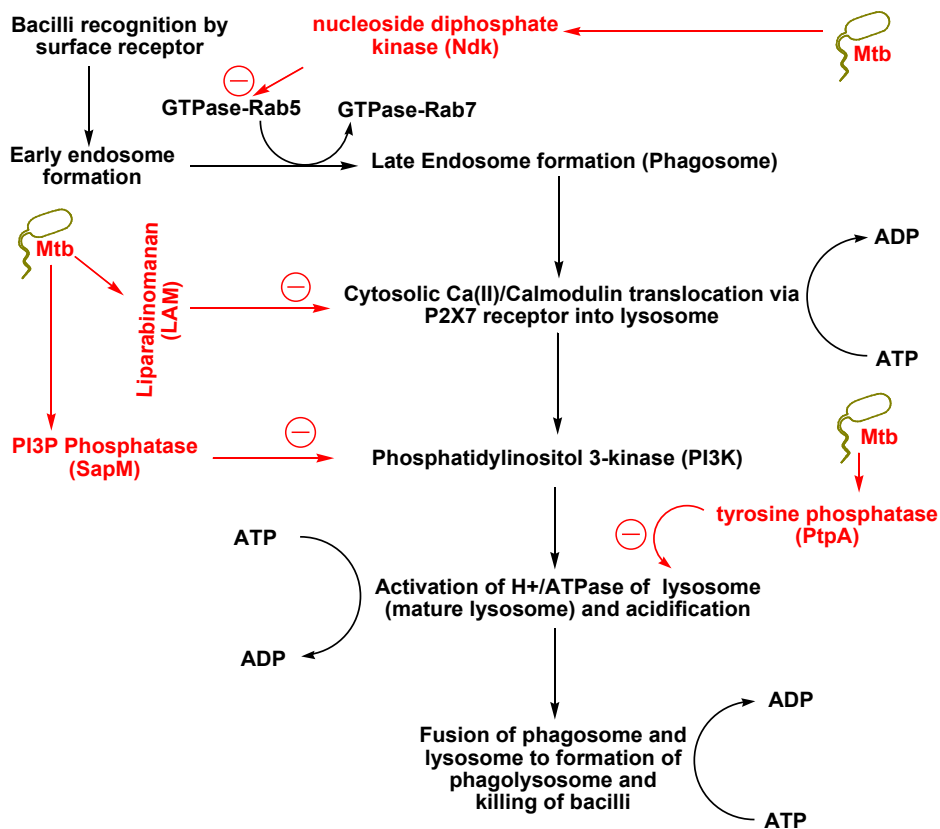 Bacilli recognition by
surface receptor
nucleoside diphosphate
kinase (Ndk)
Mtb
GTPase-Rab5
GTPase-Rab7
Early endosome
formation
Late Endosome formation (Phagosome)
Mtb
Liparabinomanan
(LAM)
Cytosolic Ca(II)/Calmodulin translocation via
P2X7 receptor into lysosome
ADP
ATP
PI3P Phosphatase
(SapM)
Phosphatidylinositol 3-kinase (PI3K)
Mtb
tyrosine phosphatase
(PtpA)
ATP
ADP
Activation of H+/ATPase of lysosome
(mature lysosome) and acidification
Fusion of phagosome and
lysosome to formation of
phagolysosome and
killing of bacilli
ADP
ATP